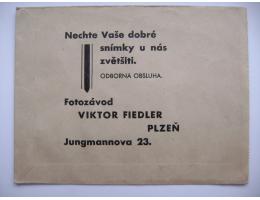 Nechte Vaše dobré
snímky u nás
zvětšiti.
ODBORNÁ OBSLUHA.
Fotozávod
VIKTOR FIEDLER
PLZEŇ
Jungmannova 23.